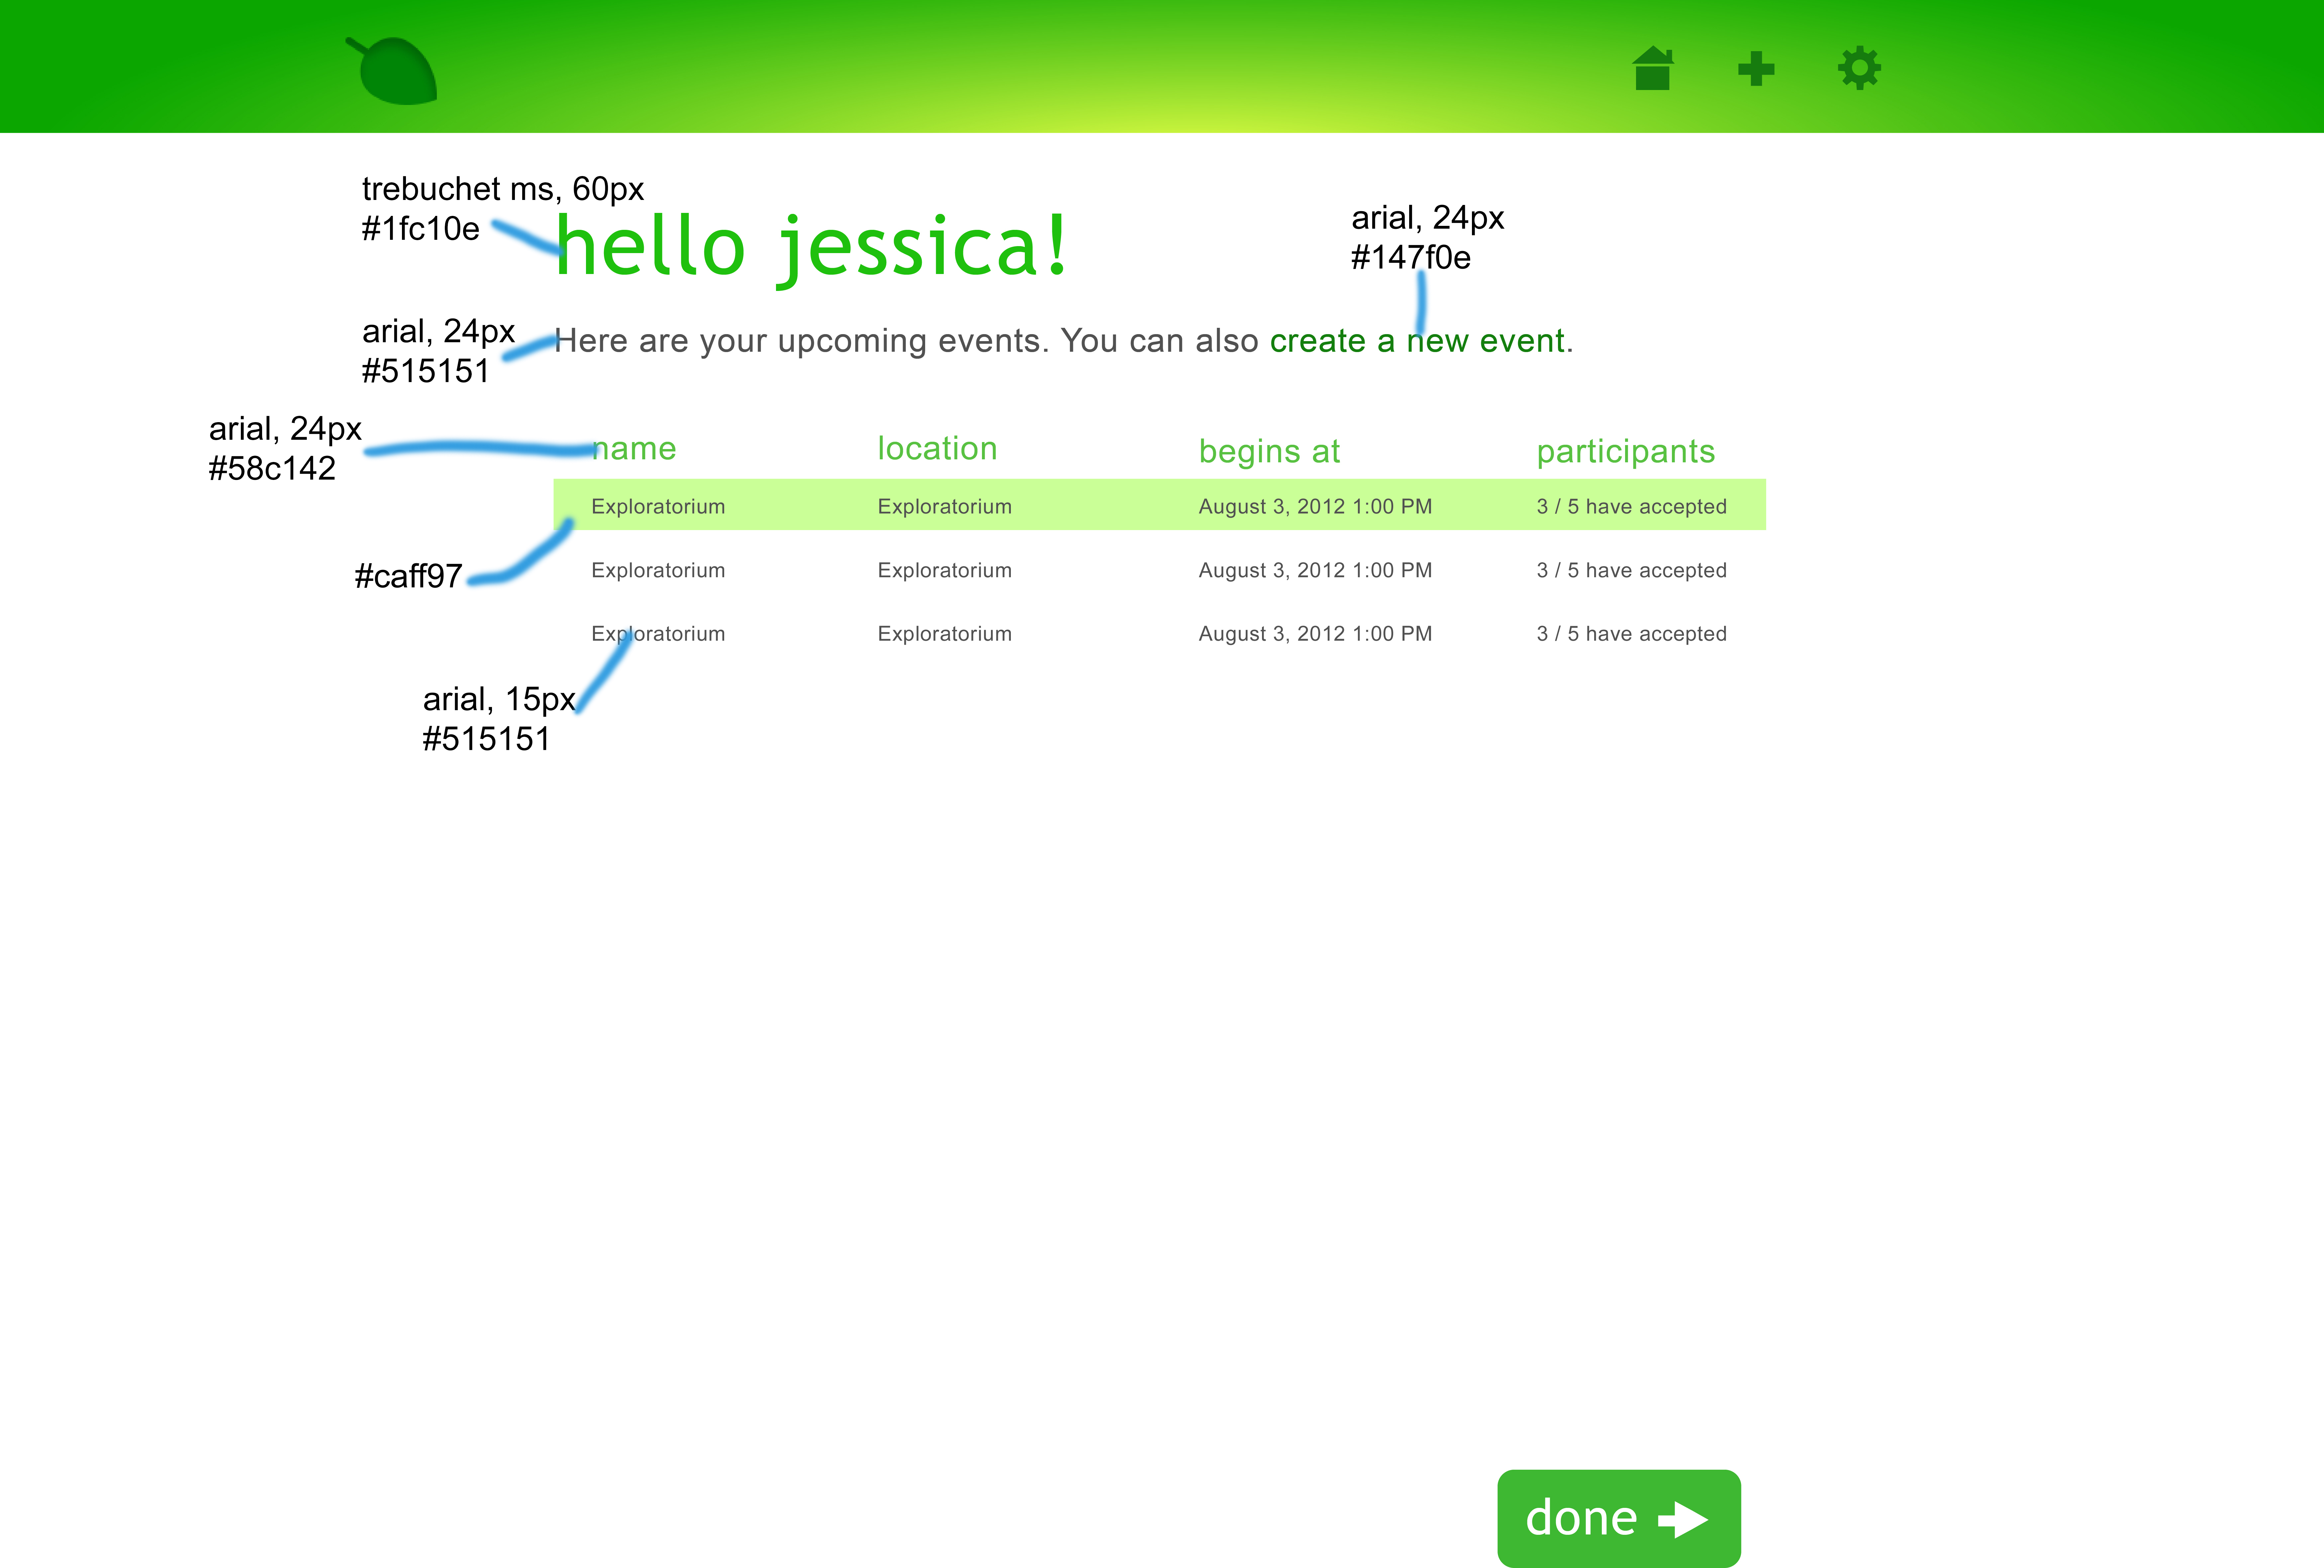 trebuchet ms, 60px
#1fc10e
hello jessica!
arial, 24px
#147f0e
arial, 24px
#515151
Here are your upcoming events. You can also create a new event.
arial, 24px
#58c142
name location begins at participants
Exploratorium Exploratorium August 3, 2012 1:00 PM 3 / 5 have accepted
#caff97
Exploratorium Exploratorium August 3, 2012 1:00 PM 3 / 5 have accepted
Exploratorium Exploratorium August 3, 2012 1:00 PM 3 / 5 have accepted
arial, 15px
#515151
done